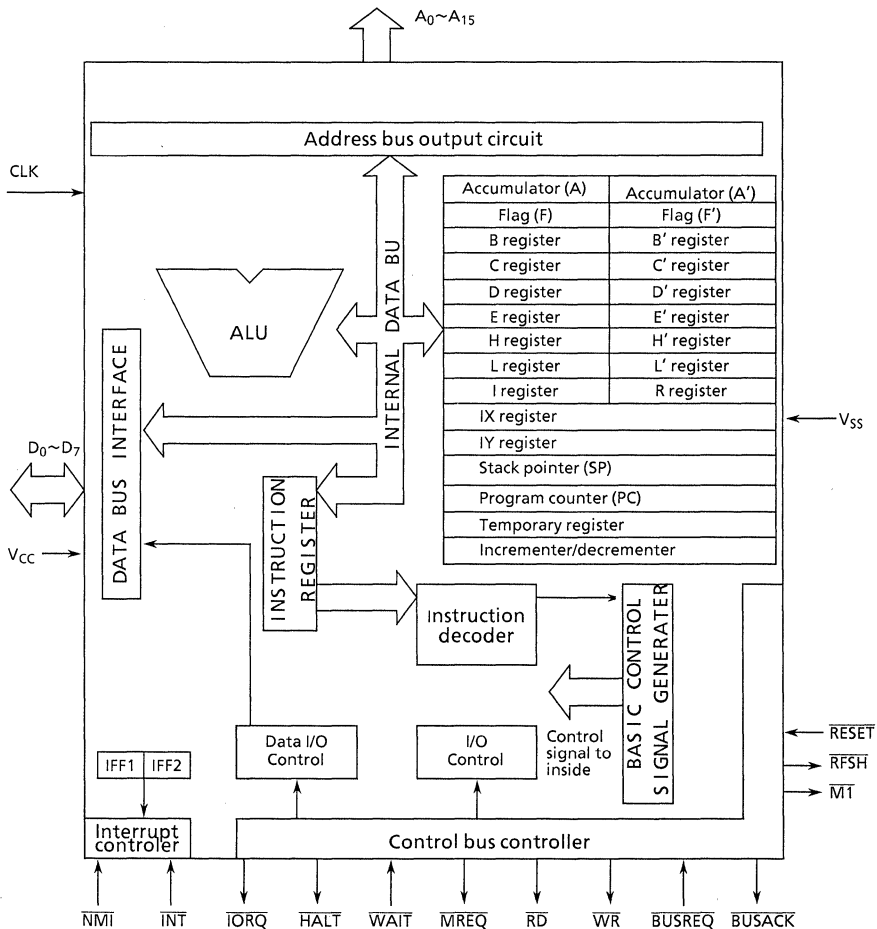 A0~A15
Address bus output circuit
CLK
Accumulator (A)
Accumulator (A′)
Flag (F)
Flag (F′)
B register
B′ register
C register
C′ register
D register
D′ register
E register
E′ register
H register
H′ register
L register
L′ register
I register
R register
IX register
IY register
Stack pointer (SP)
Program counter (PC)
Temporary register
Incrementer/decrementer
ALU
INTERNAL DATA BU
DATA BUS INTERFACE
D0~D7
VCC
VSS
INSTRUCTION
REGISTER
Instruction
decoder
BASIC CONTROL
SIGNAL GENERATER
Control
signal to
inside
Data I/O
Control
I/O
Control
IFF1
IFF2
Interrupt
controler
Control bus controller
RESET
RFSH
M1
NMI
INT
IORQ
HALT
WAIT
MREQ
RD
WR
BUSREQ
BUSACK